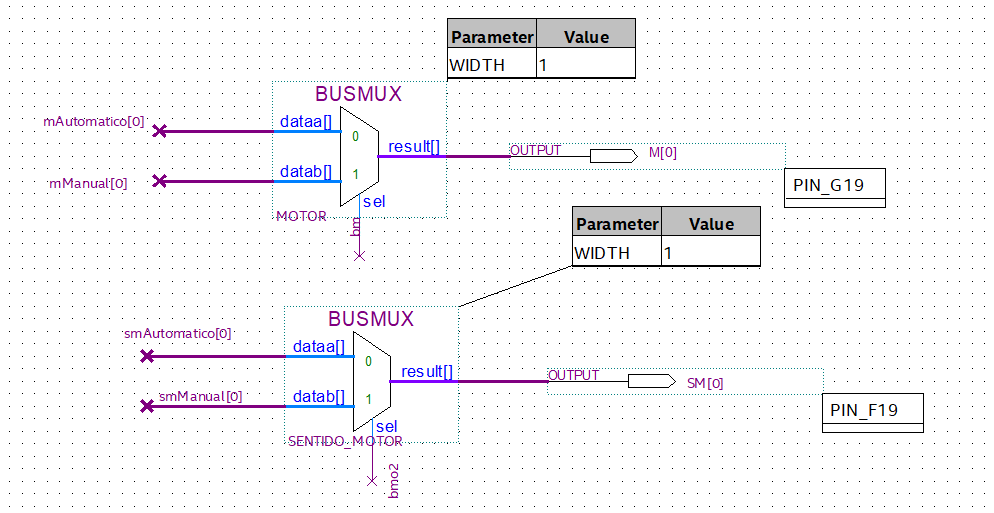 Parameter Value
WIDTH 1
BUSMUX
mAutomatico[0] dataa[] 0
result[] OUTPUT M[0]
mManual[0] datab[] 1
PIN_G19
sel
MOTOR
bm
Parameter Value
WIDTH 1
BUSMUX
smAutomatico[0] dataa[] 0
result[] OUTPUT SM[0]
smManual[0] datab[] 1
PIN_F19
sel
SENTIDO_MOTOR
bmo2